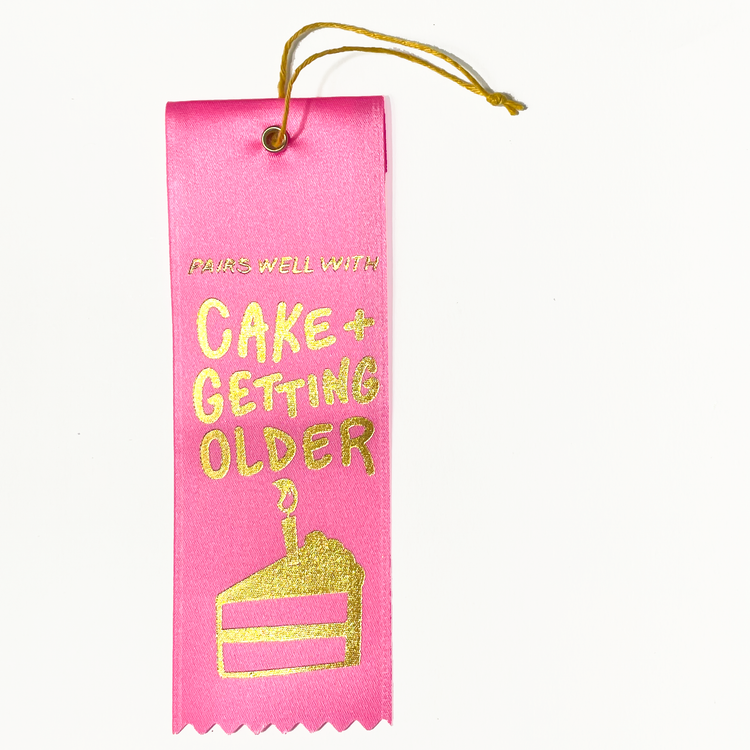 PAIRS WELL WITH
CAKE +
GETTING
OLDER